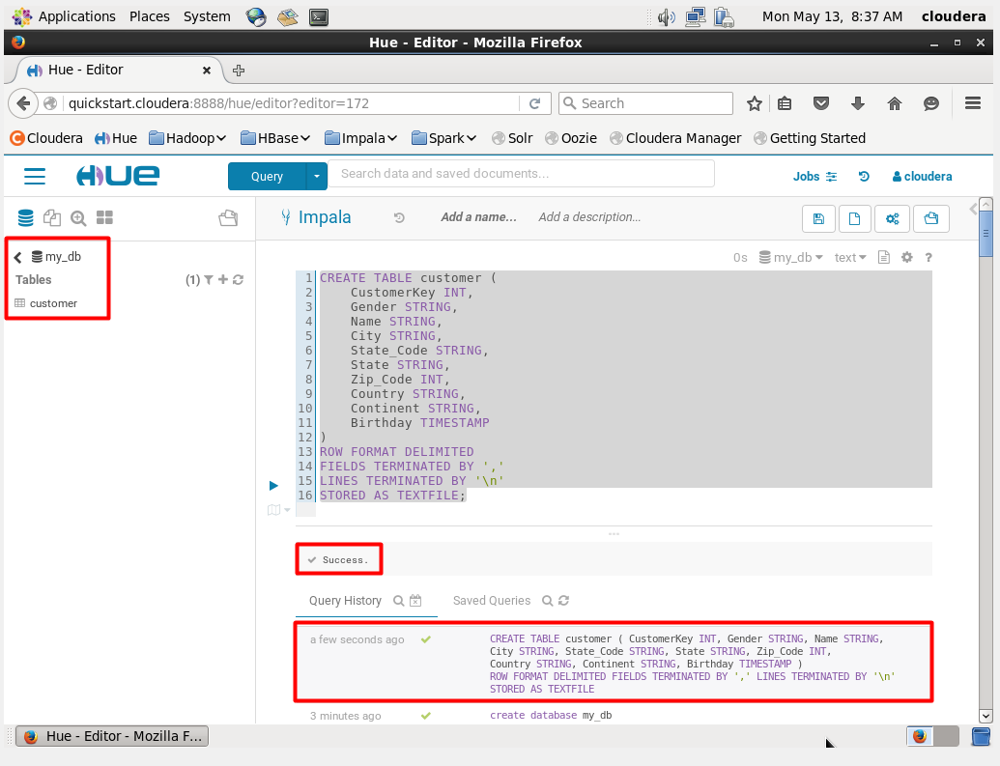 Applications Places System Mon May 13, 8:37 AM cloudera
Hue - Editor - Mozilla Firefox
Hue - Editor
quickstart.cloudera:8888/hue/editor?editor=172 Search
Cloudera Hue Hadoop HBase Impala Spark Solr Oozie Cloudera Manager Getting Started
HUE Query Search data and saved documents... Jobs cloudera
Impala Add a name... Add a description...
my_db
0s my_db text ?
Tables (1)
customer
1 CREATE TABLE customer (
2 CustomerKey INT,
3 Gender STRING,
4 Name STRING,
5 City STRING,
6 State_Code STRING,
7 State STRING,
8 Zip_Code INT,
9 Country STRING,
10 Continent STRING,
11 Birthday TIMESTAMP
12 )
13 ROW FORMAT DELIMITED
14 FIELDS TERMINATED BY ','
15 LINES TERMINATED BY '\n'
16 STORED AS TEXTFILE;
Success.
Query History Saved Queries
a few seconds ago CREATE TABLE customer ( CustomerKey INT, Gender STRING, Name STRING,
City STRING, State_Code STRING, State STRING, Zip_Code INT,
Country STRING, Continent STRING, Birthday TIMESTAMP )
ROW FORMAT DELIMITED FIELDS TERMINATED BY ',' LINES TERMINATED BY '\n'
STORED AS TEXTFILE
3 minutes ago create database my_db
Hue - Editor - Mozilla F...